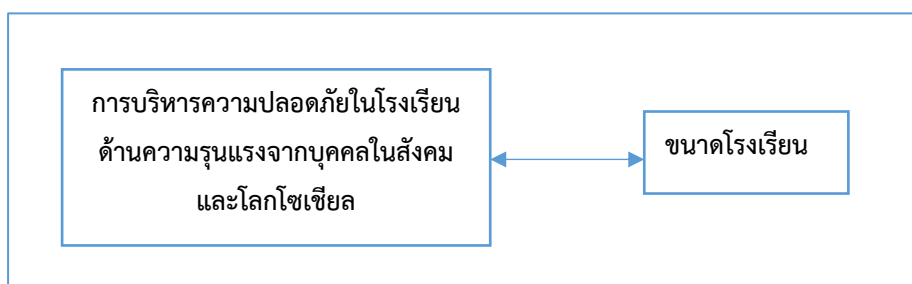 การบริหารความปลอดภัยในโรงเรียน
ด้านความรุนแรงจากบุคคลในสังคม
และโลกโซเชียล
ขนาดโรงเรียน